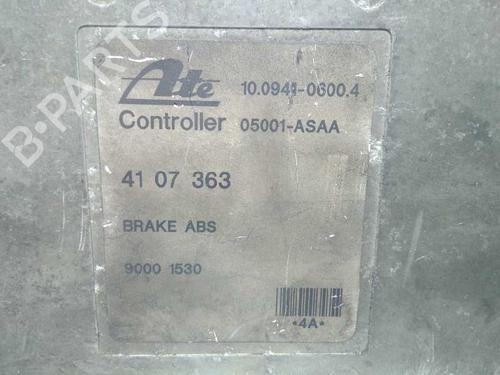 Ate 10.0941-0600.4
Controller 05001-ASAA
41 07 363
BRAKE ABS
9000 1530
*4A*
B-PARTS